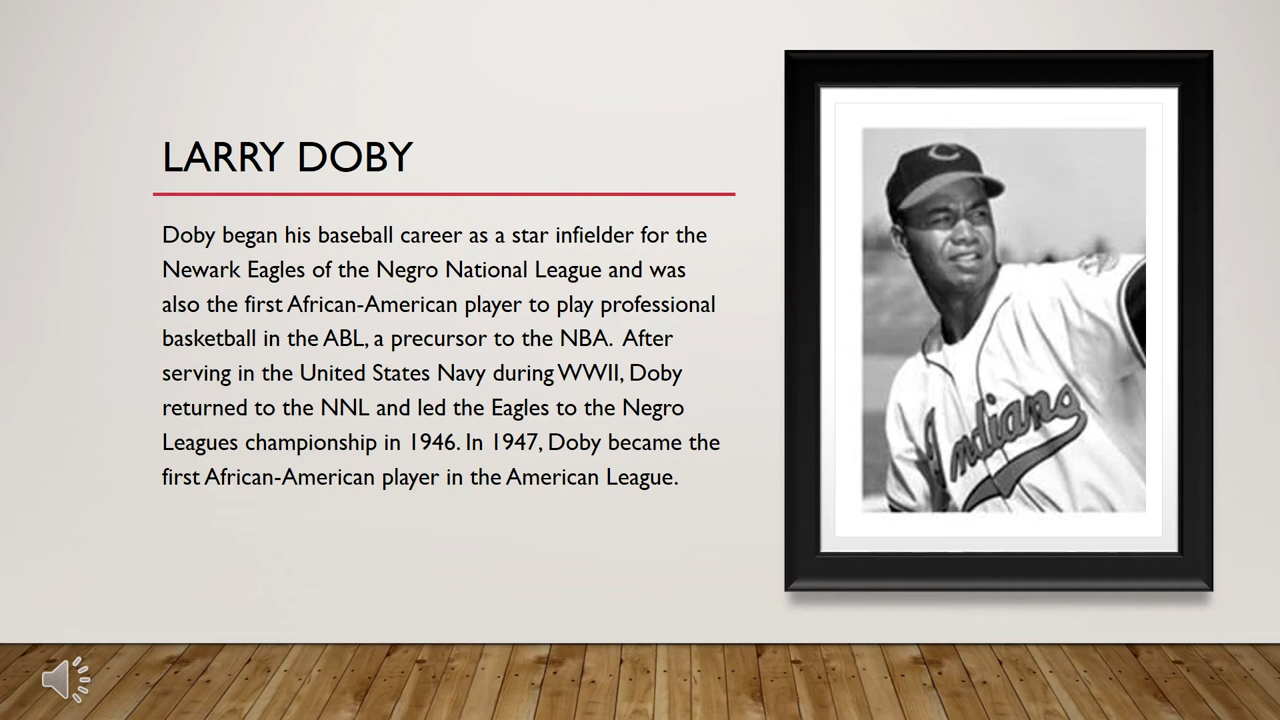 LARRY DOBY
Doby began his baseball career as a star infielder for the
Newark Eagles of the Negro National League and was
also the first African-American player to play professional
basketball in the ABL, a precursor to the NBA.  After
serving in the United States Navy during WWII, Doby
returned to the NNL and led the Eagles to the Negro
Leagues championship in 1946. In 1947, Doby became the
first African-American player in the American League.
C
Indians